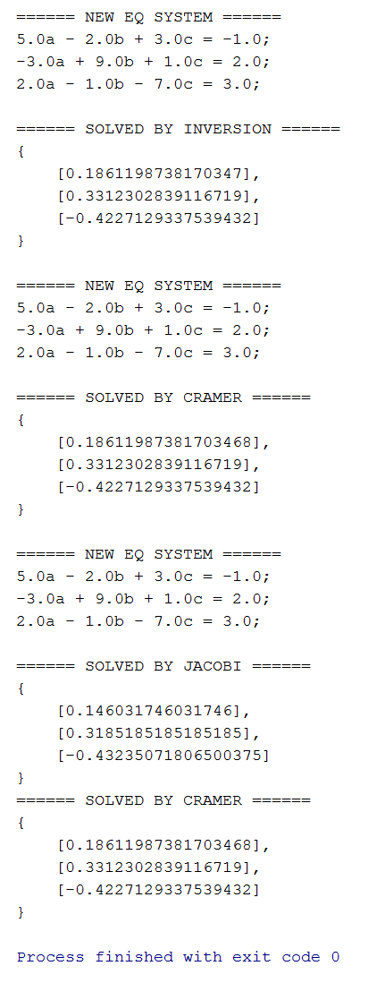 ====== NEW EQ SYSTEM ======
5.0a - 2.0b + 3.0c = -1.0;
-3.0a + 9.0b + 1.0c = 2.0;
2.0a - 1.0b - 7.0c = 3.0;
====== SOLVED BY INVERSION ======
{
[0.1861198738170347],
[0.3312302839116719],
[-0.4227129337539432]
}
====== NEW EQ SYSTEM ======
5.0a - 2.0b + 3.0c = -1.0;
-3.0a + 9.0b + 1.0c = 2.0;
2.0a - 1.0b - 7.0c = 3.0;
====== SOLVED BY CRAMER ======
{
[0.18611987381703468],
[0.3312302839116719],
[-0.4227129337539432]
}
====== NEW EQ SYSTEM ======
5.0a - 2.0b + 3.0c = -1.0;
-3.0a + 9.0b + 1.0c = 2.0;
2.0a - 1.0b - 7.0c = 3.0;
====== SOLVED BY JACOBI ======
{
[0.146031746031746],
[0.3185185185185185],
[-0.43235071806500375]
}
====== SOLVED BY CRAMER ======
{
[0.18611987381703468],
[0.3312302839116719],
[-0.4227129337539432]
}
Process finished with exit code 0